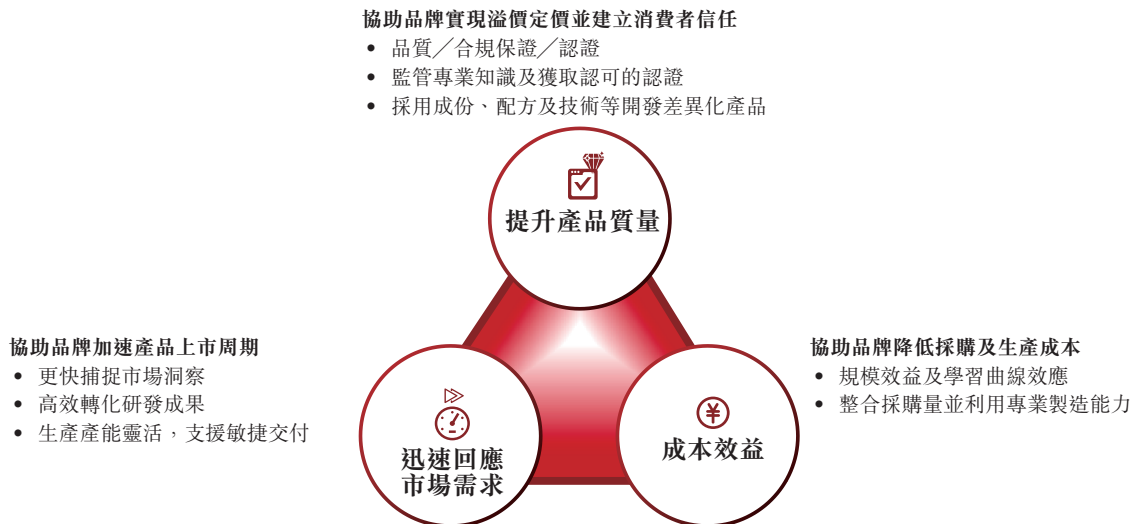 協助品牌實現溢價定價並建立消費者信任
• 品質╱合規保證╱認證
• 監管專業知識及獲取認可的認證
• 採用成份、配方及技術等開發差異化產品
提升產品質量
協助品牌加速產品上市周期
• 更快捕捉市場洞察
• 高效轉化研發成果
• 生產產能靈活，支援敏捷交付
迅速回應
市場需求
¥
成本效益
協助品牌降低採購及生產成本
• 規模效益及學習曲線效應
• 整合採購量並利用專業製造能力